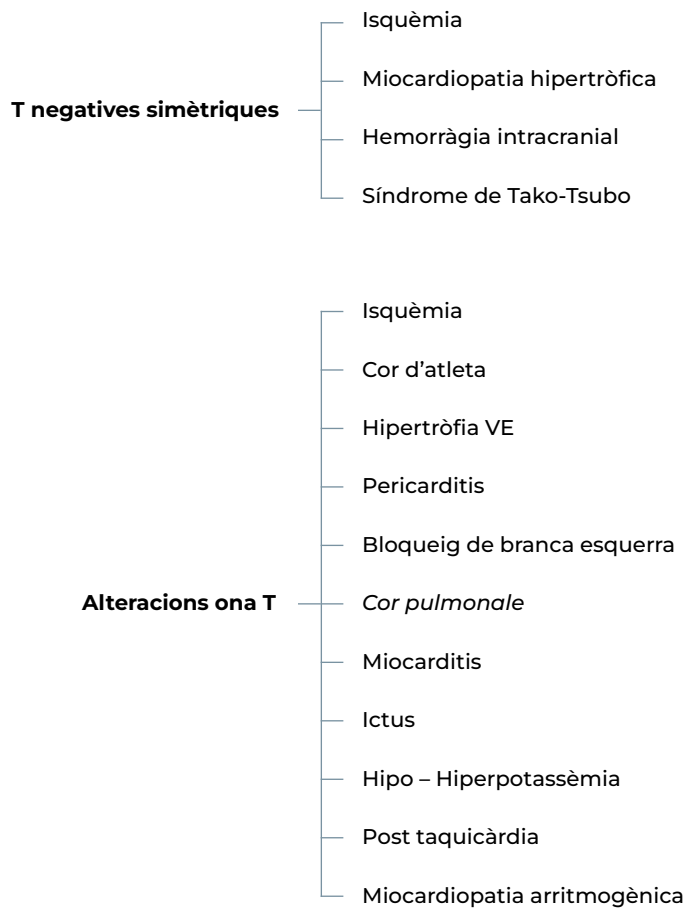 T negatives simètriques
Isquèmia
Miocardiopatia hipertròfica
Hemorràgia intracranial
Síndrome de Tako-Tsubo
Alteracions ona T
Isquèmia
Cor d’atleta
Hipertròfia VE
Pericarditis
Bloqueig de branca esquerra
Cor pulmonale
Miocarditis
Ictus
Hipo – Hiperpotassèmia
Post taquicàrdia
Miocardiopatia arritmogènica